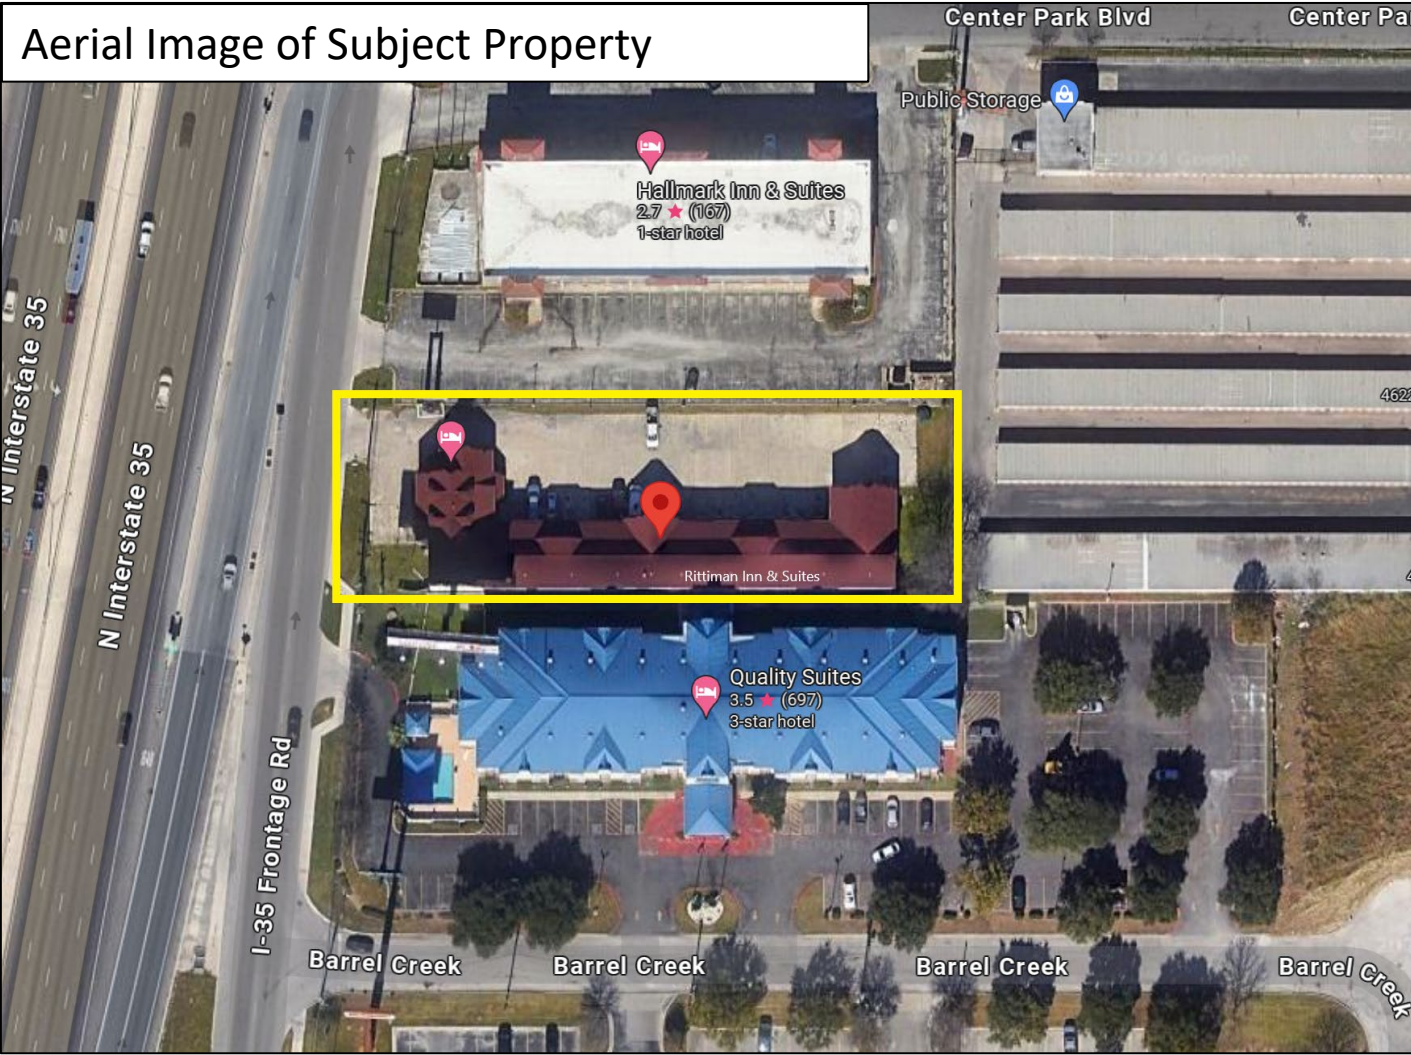 Aerial Image of Subject Property
Center Park Blvd
Center Pa
Public Storage
Hallmark Inn & Suites
2.7 ★ (167)
1-star hotel
N Interstate 35
N Interstate 35
4622
Rittiman Inn & Suites
Quality Suites
3.5 ★ (697)
3-star hotel
I-35 Frontage Rd
Barrel Creek
Barrel Creek
Barrel Creek
Barrel Creek